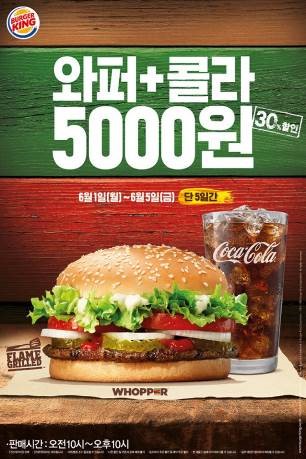 BURGER
KING
와퍼+콜라
5000원
30%할인
6월 1일(월)~6월 5일(금) 단 5일간
Coca-Cola
FLAME
GRILLED
WHOPPER
·판매시간 : 오전10시~오후10시